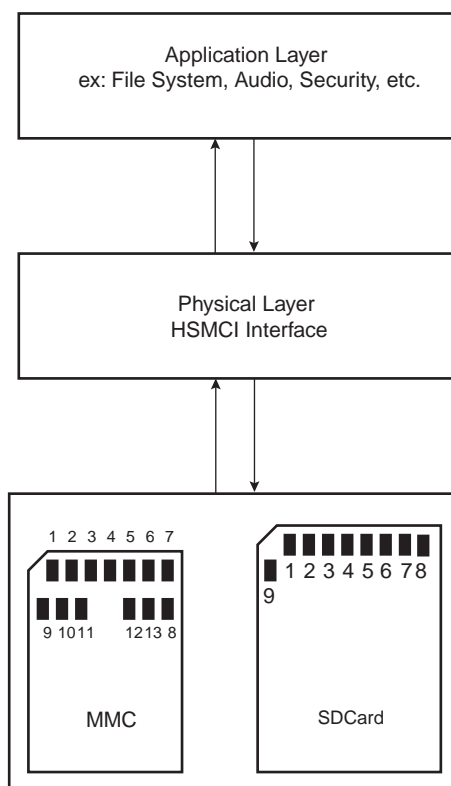 Application Layer
ex: File System, Audio, Security, etc.
Physical Layer
HSMCI Interface
1 2 3 4 5 6 7
9 10 11 12 13 8
MMC
1 2 3 4 5 6 7 8
9
SDCard